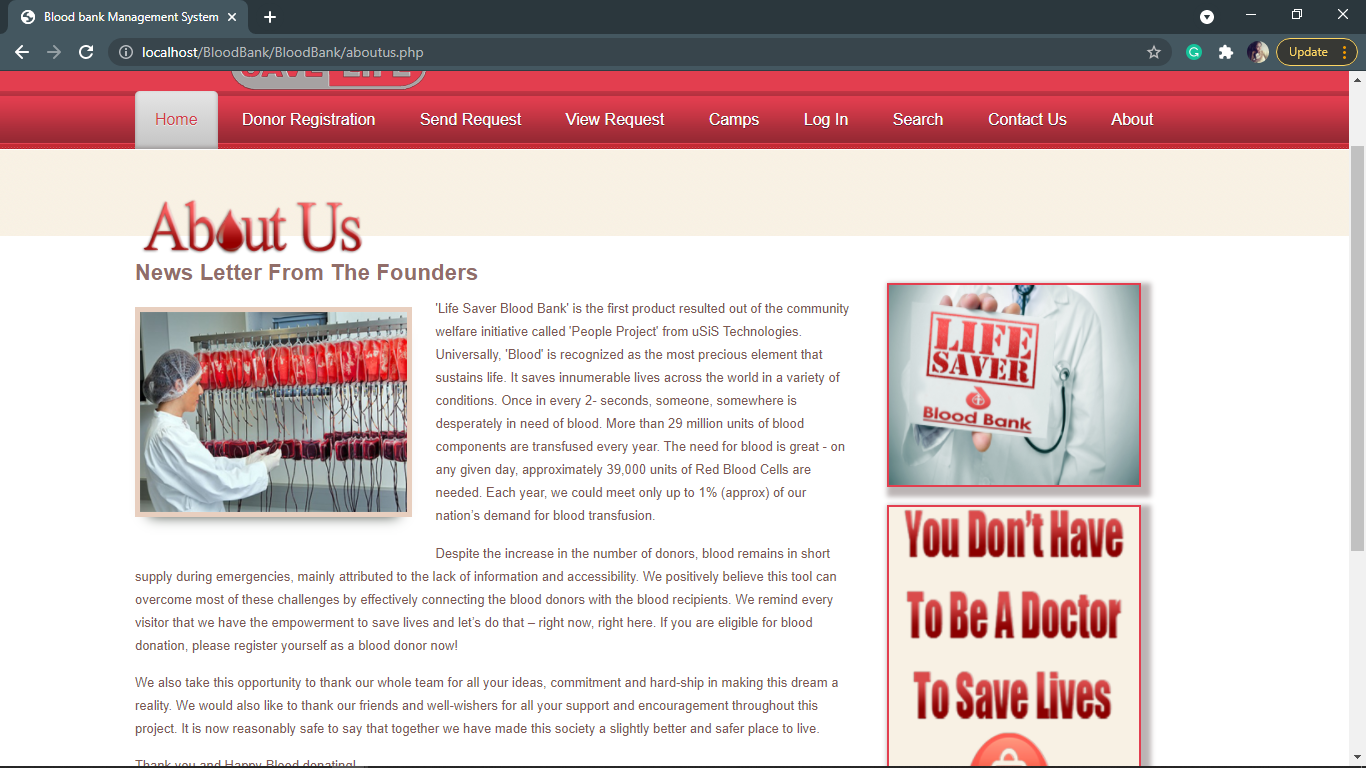 Blood bank Management System
localhost/BloodBank/BloodBank/aboutus.php
Update
SAVE LIFE
Home Donor Registration Send Request View Request Camps Log In Search Contact Us About
About Us
News Letter From The Founders
'Life Saver Blood Bank' is the first product resulted out of the community
welfare initiative called 'People Project' from uSiS Technologies.
Universally, 'Blood' is recognized as the most precious element that
sustains life. It saves innumerable lives across the world in a variety of
conditions. Once in every 2- seconds, someone, somewhere is
desperately in need of blood. More than 29 million units of blood
components are transfused every year. The need for blood is great - on
any given day, approximately 39,000 units of Red Blood Cells are
needed. Each year, we could meet only up to 1% (approx) of our
nation’s demand for blood transfusion.
Despite the increase in the number of donors, blood remains in short
supply during emergencies, mainly attributed to the lack of information and accessibility. We positively believe this tool can
overcome most of these challenges by effectively connecting the blood donors with the blood recipients. We remind every
visitor that we have the empowerment to save lives and let’s do that – right now, right here. If you are eligible for blood
donation, please register yourself as a blood donor now!
We also take this opportunity to thank our whole team for all your ideas, commitment and hard-ship in making this dream a
reality. We would also like to thank our friends and well-wishers for all your support and encouragement throughout this
project. It is now reasonably safe to say that together we have made this society a slightly better and safer place to live.
Thank you and Happy Blood donating!
LIFE
SAVER
Blood Bank
You Don't Have
To Be A Doctor
To Save Lives